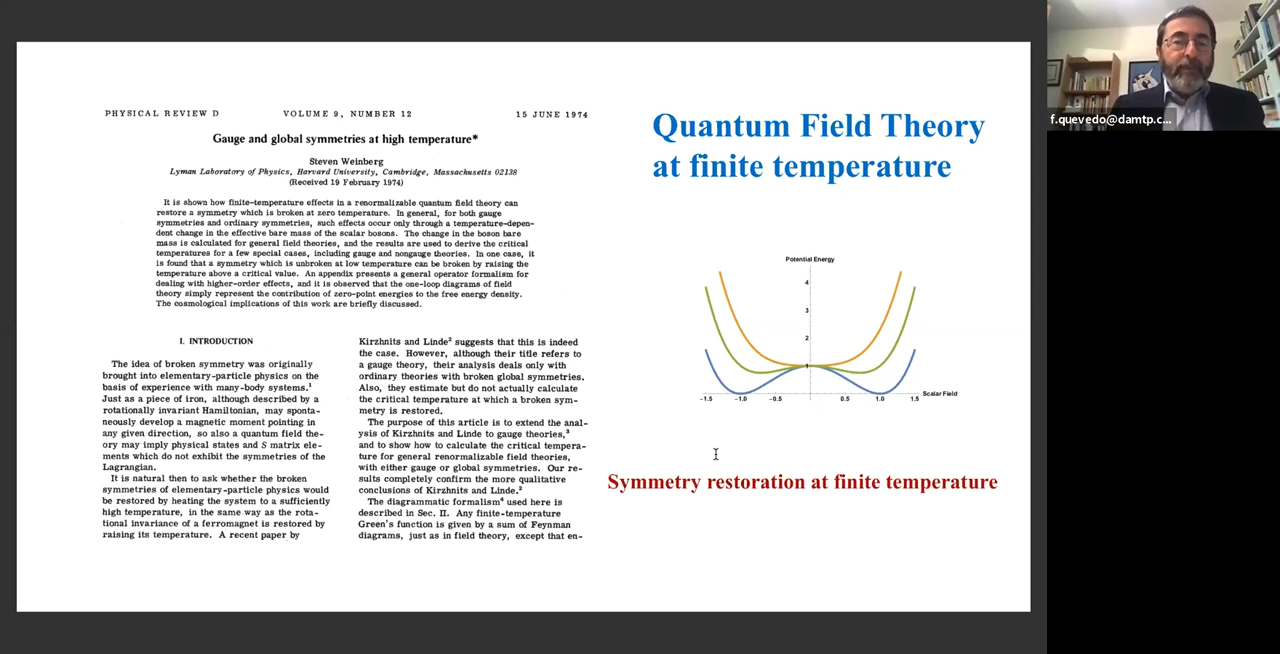 PHYSICAL REVIEW D VOLUME 9, NUMBER 12 15 JUNE 1974
Gauge and global symmetries at high temperature*
Steven Weinberg
Lyman Laboratory of Physics, Harvard University, Cambridge, Massachusetts 02138
(Received 19 February 1974)
It is shown how finite-temperature effects in a renormalizable quantum field theory can
restore a symmetry which is broken at zero temperature. In general, for both gauge
symmetries and ordinary symmetries, such effects occur only through a temperature-depen-
dent change in the effective bare mass of the scalar bosons. The change in the boson bare
mass is calculated for general field theories, and the results are used to derive the critical
temperatures for a few special cases, including gauge and nongauge theories. In one case, it
is found that a symmetry which is unbroken at low temperature can be broken by raising the
temperature above a critical value. An appendix presents a general operator formalism for
dealing with higher-order effects, and it is observed that the one-loop diagrams of field
theory simply represent the contribution of zero-point energies to the free energy density.
The cosmological implications of this work are briefly discussed.
I. INTRODUCTION
The idea of broken symmetry was originally
brought into elementary-particle physics on the
basis of experience with many-body systems.1
Just as a piece of iron, although described by a
rotationally invariant Hamiltonian, may sponta-
neously develop a magnetic moment pointing in
any given direction, so also a quantum field the-
ory may imply physical states and S matrix ele-
ments which do not exhibit the symmetries of the
Lagrangian.
It is natural then to ask whether the broken
symmetries of elementary-particle physics would
be restored by heating the system to a sufficiently
high temperature, in the same way as the rota-
tional invariance of a ferromagnet is restored by
raising its temperature. A recent paper by
Kirzhnits and Linde2 suggests that this is indeed
the case. However, although their title refers to
a gauge theory, their analysis deals only with
ordinary theories with broken global symmetries.
Also, they estimate but do not actually calculate
the critical temperature at which a broken sym-
metry is restored.
The purpose of this article is to extend the anal-
ysis of Kirzhnits and Linde to gauge theories,3
and to show how to calculate the critical tempera-
ture for general renormalizable field theories,
with either gauge or global symmetries. Our re-
sults completely confirm the more qualitative
conclusions of Kirzhnits and Linde.2
The diagrammatic formalism4 used here is
described in Sec. II. Any finite-temperature
Green's function is given by a sum of Feynman
diagrams, just as in field theory, except that en-
Quantum Field Theory
at finite temperature
Potential Energy
4
3
2
1
Scalar Field
-1.5 -1.0 -0.5 0.5 1.0 1.5
Symmetry restoration at finite temperature
f.quevedo@damtp.c...